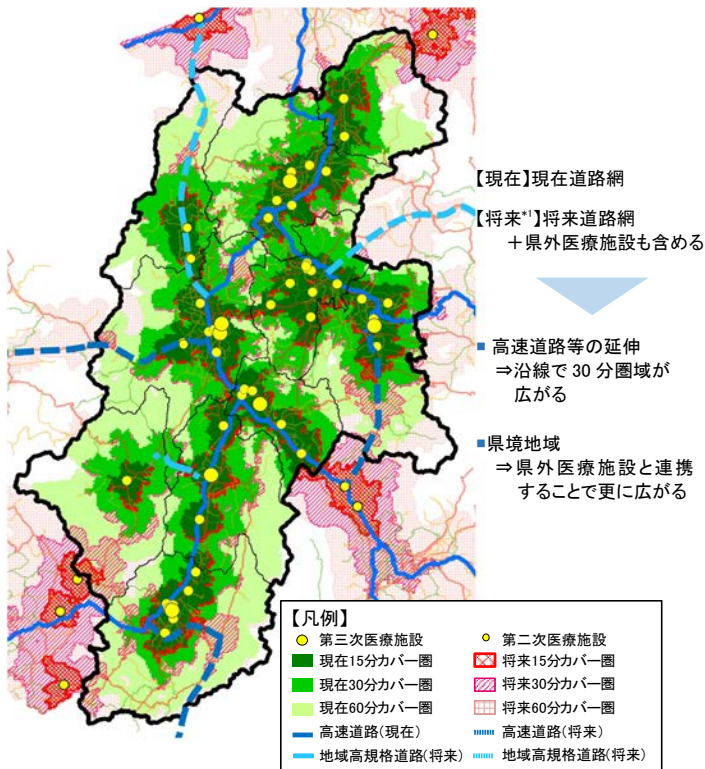 【現在】現在道路網
【将来*1】将来道路網
+県外医療施設も含める
■ 高速道路等の延伸
⇒沿線で30分圏域が
広がる
■ 県境地域
⇒県外医療施設と連携
することで更に広がる
【凡例】
第三次医療施設
第二次医療施設
現在15分カバー圏
将来15分カバー圏
現在30分カバー圏
将来30分カバー圏
現在60分カバー圏
将来60分カバー圏
高速道路(現在)
高速道路(将来)
地域高規格道路(将来)
地域高規格道路(将来)